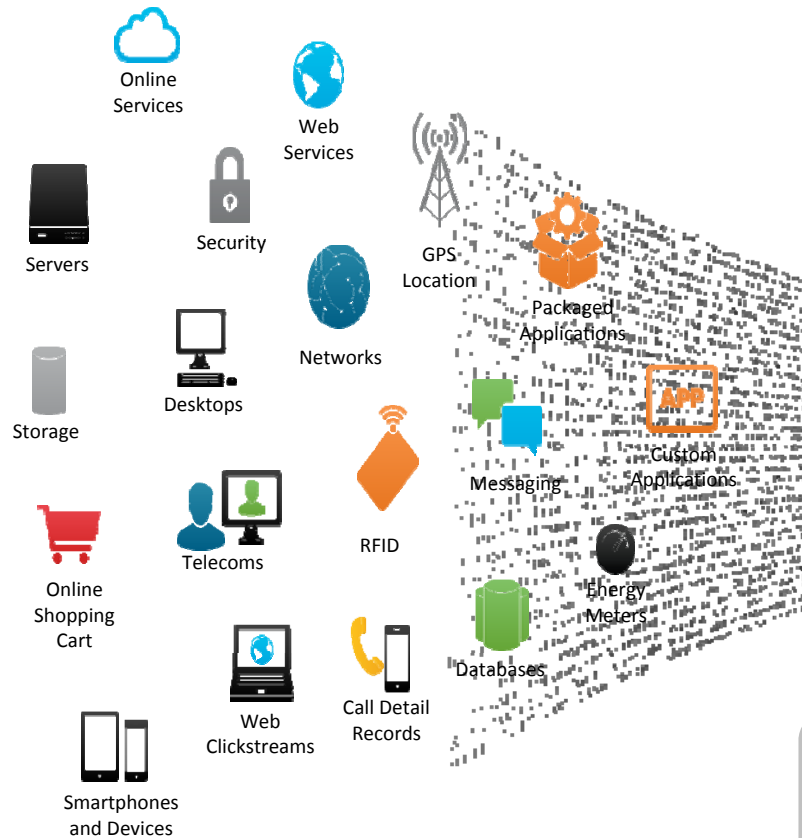 Online
Services
Web
Services
Servers
Security
GPS
Location
Packaged
Applications
Networks
Storage
Desktops
APP
Custom
Applications
Messaging
RFID
Telecoms
Online
Shopping
Cart
Energy
Meters
Databases
Web
Clickstreams
Call Detail
Records
Smartphones
and Devices